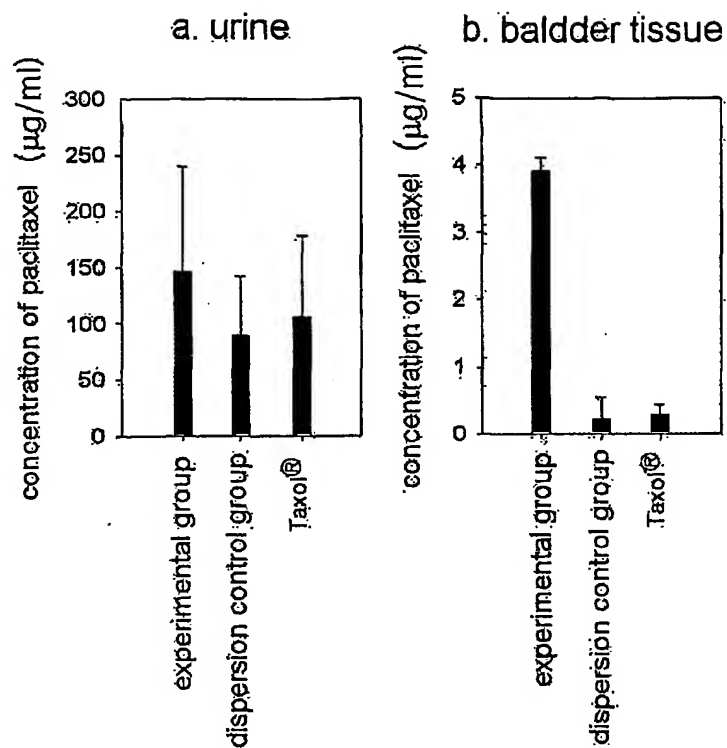 a. urine
concentration of paclitaxel (µg/ml)
300
250
200
150
100
50
0
experimental group
dispersion control group
Taxol®
b. baldder tissue
concentration of paclitaxel (µg/ml)
5
4
3
2
1
0
experimental group
dispersion control group
Taxol®